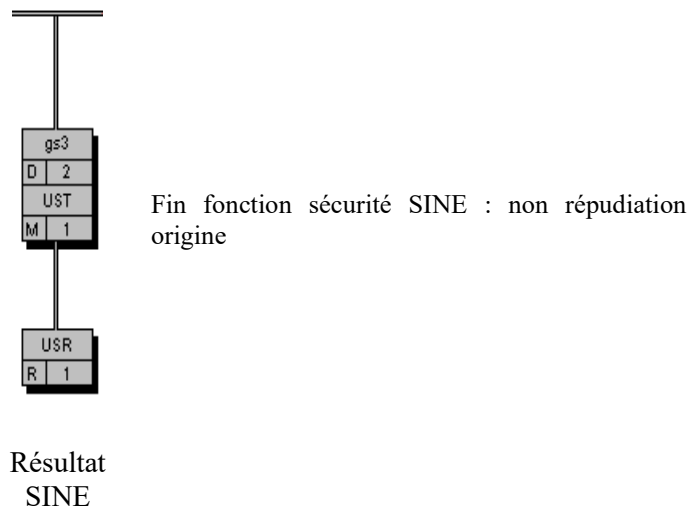 gs3
D 2
UST
M 1
Fin fonction sécurité SINE : non répudiation
origine
USR
R 1
Résultat
SINE